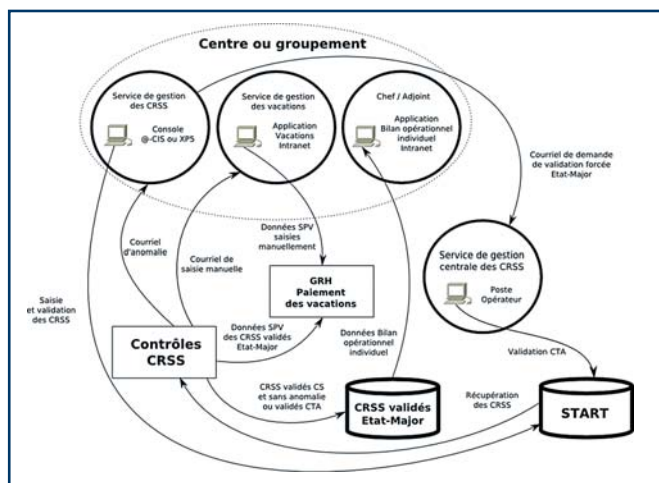 Centre ou groupement
Service de gestion
des CRSS
Console
@-CIS ou XP5
Service de gestion
des vacations
Application
Vacations
Intranet
Chef / Adjoint
Application
Bilan opérationnel
individuel
Intranet
Courriel de demande
de validation forcée
Etat-Major
Courriel
d'anomalie
Courriel de
saisie manuelle
Données SPV
saisies
manuellement
Service de gestion
centrale des CRSS
Poste
Opérateur
GRH
Paiement
des vacations
Saisie
et validation
des CRSS
Contrôles
CRSS
Données SPV
des CRSS validés
Etat-Major
Données Bilan
opérationnel
individuel
Validation CTA
CRSS validés CS
et sans anomalie
ou validés CTA
CRSS validés
Etat-Major
Récupération
des CRSS
START